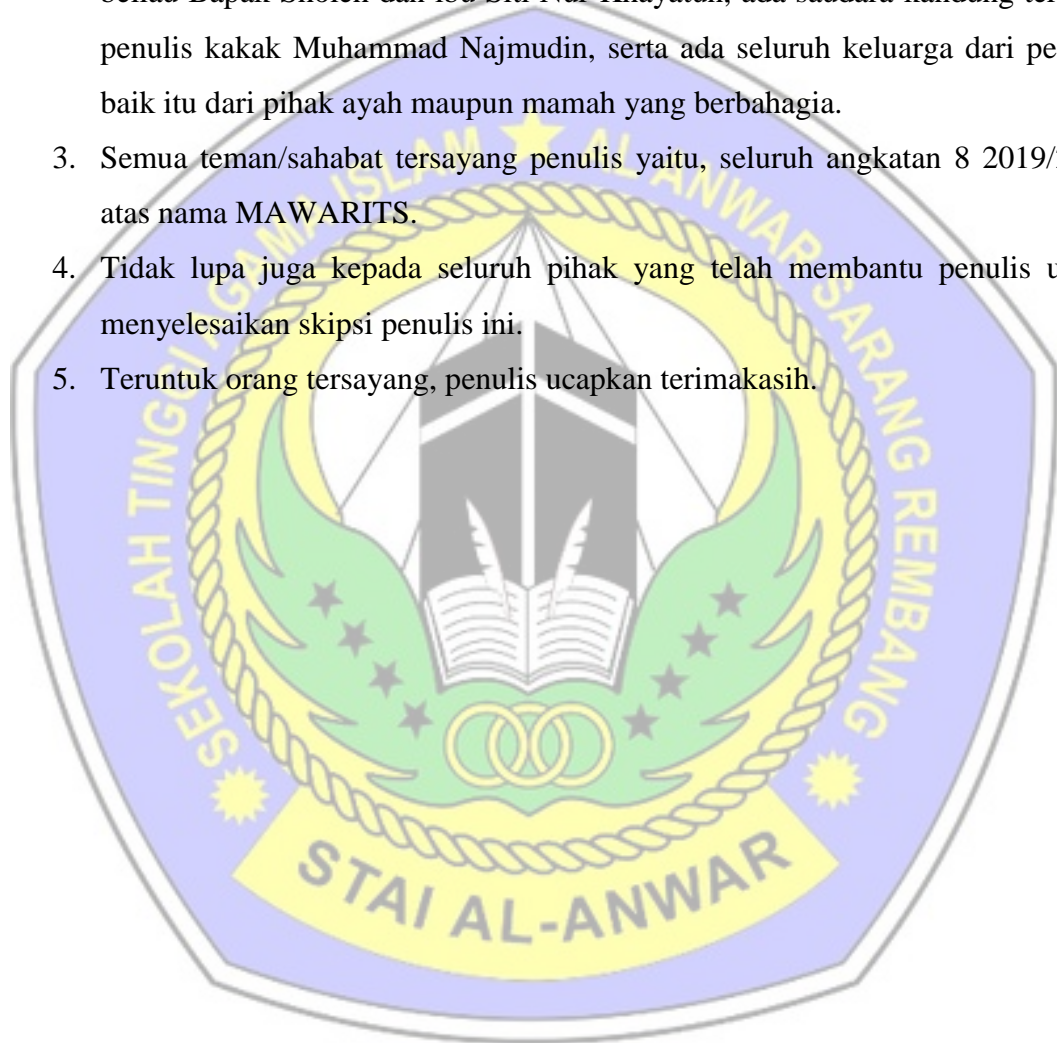 penulis kakak Muhammad Najmudin, serta ada seluruh keluarga dari
baik itu dari pihak ayah maupun mamah yang berbahagia.
3. Semua teman/sahabat tersayang penulis yaitu, seluruh angkatan 8 2019/
atas nama MAWARITS.
4. Tidak lupa juga kepada seluruh pihak yang telah membantu penulis
menyelesaikan skipsi penulis ini.
5. Teruntuk orang tersayang, penulis ucapkan terimakasih.
SEKOLAH TINGGI AGAMA ISLAM AL-ANWAR SARANG REMBANG
STAI AL-ANWAR